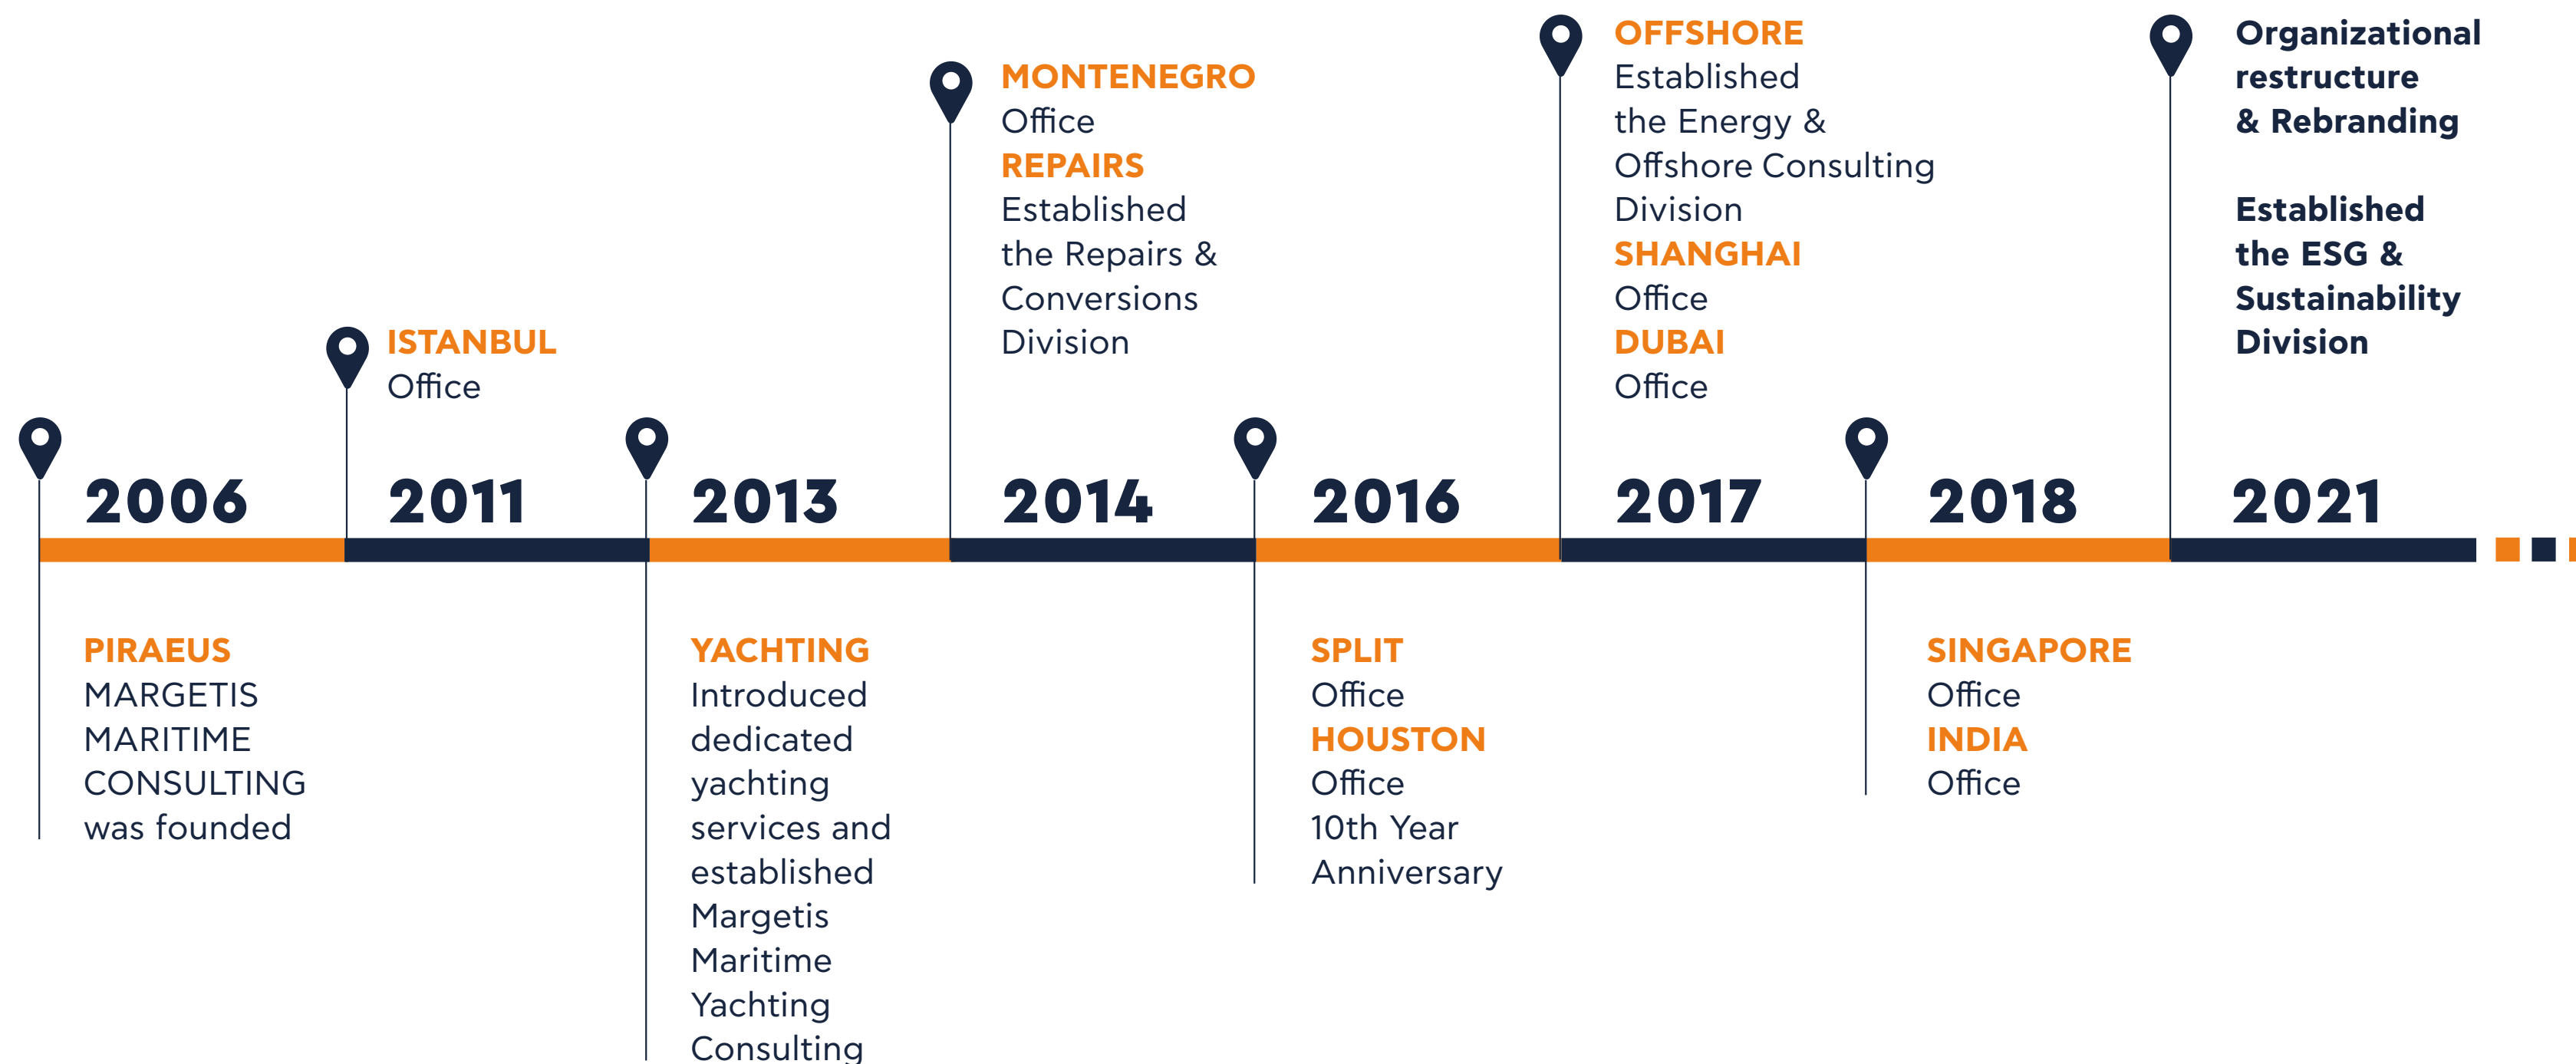 2006
PIRAEUS
MARGETIS
MARITIME
CONSULTING
was founded
ISTANBUL
Office
2011
2013
YACHTING
Introduced
dedicated
yachting
services and
established
Margetis
Maritime
Yachting
Consulting
MONTENEGRO
Office
REPAIRS
Established
the Repairs &
Conversions
Division
2014
2016
SPLIT
Office
HOUSTON
Office
10th Year
Anniversary
OFFSHORE
Established
the Energy &
Offshore Consulting
Division
SHANGHAI
Office
DUBAI
Office
2017
2018
SINGAPORE
Office
INDIA
Office
Organizational
restructure
& Rebranding
Established
the ESG &
Sustainability
Division
2021